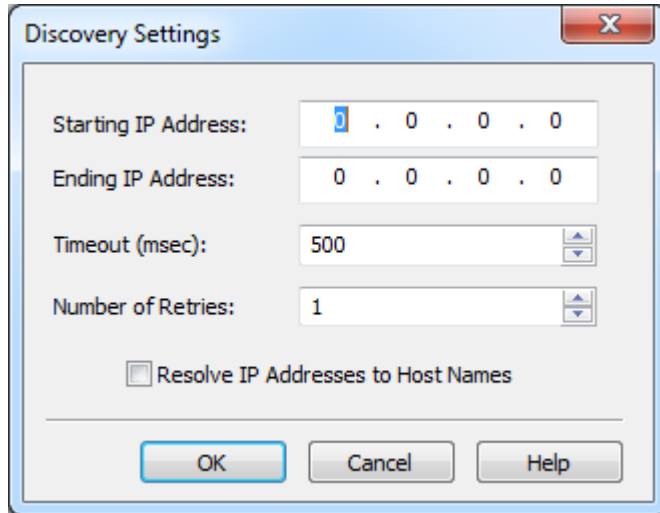 Discovery Settings
Starting IP Address: 0 . 0 . 0 . 0
Ending IP Address: 0 . 0 . 0 . 0
Timeout (msec): 500
Number of Retries: 1
Resolve IP Addresses to Host Names
OK Cancel Help